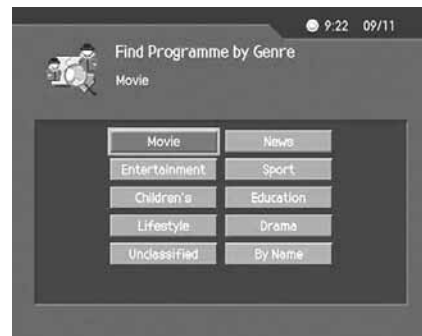 9:22 09/11
Find Programme by Genre
Movie
Movie News
Entertainment Sport
Children's Education
Lifestyle Drama
Unclassified By Name